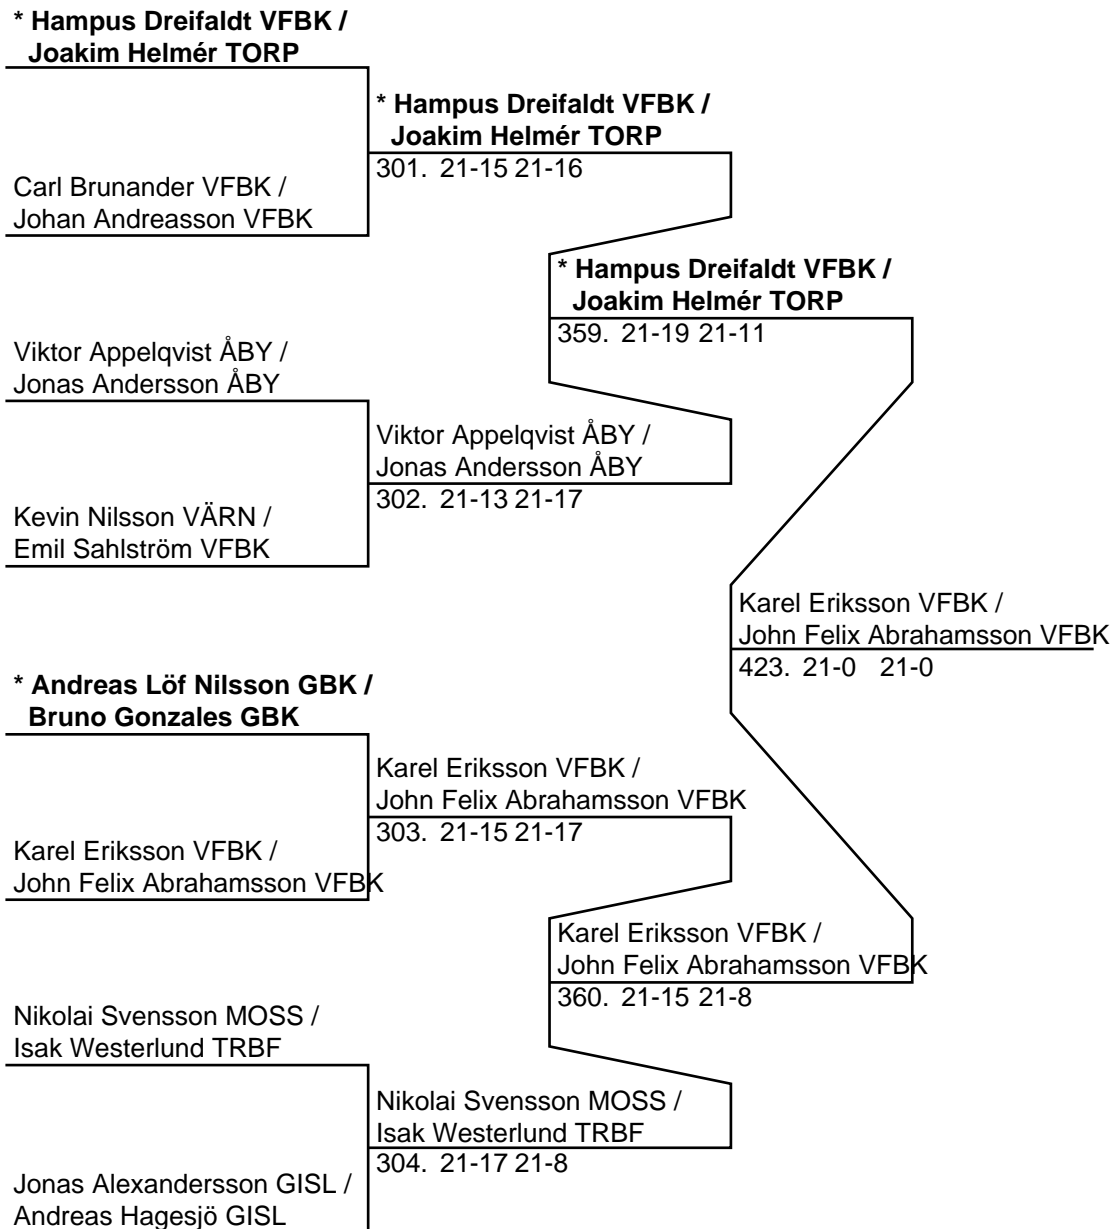 * Hampus Dreifaldt VFBK /
Joakim Helmér TORP
* Hampus Dreifaldt VFBK /
Joakim Helmér TORP
301. 21-15 21-16
Carl Brunander VFBK /
Johan Andreasson VFBK
* Hampus Dreifaldt VFBK /
Joakim Helmér TORP
359. 21-19 21-11
Viktor Appelqvist ÅBY /
Jonas Andersson ÅBY
Viktor Appelqvist ÅBY /
Jonas Andersson ÅBY
302. 21-13 21-17
Kevin Nilsson VÄRN /
Emil Sahlström VFBK
Karel Eriksson VFBK /
John Felix Abrahamsson VFBK
423. 21-0 21-0
* Andreas Löf Nilsson GBK /
Bruno Gonzales GBK
Karel Eriksson VFBK /
John Felix Abrahamsson VFBK
303. 21-15 21-17
Karel Eriksson VFBK /
John Felix Abrahamsson VFBK
Karel Eriksson VFBK /
John Felix Abrahamsson VFBK
360. 21-15 21-8
Nikolai Svensson MOSS /
Isak Westerlund TRBF
Nikolai Svensson MOSS /
Isak Westerlund TRBF
304. 21-17 21-8
Jonas Alexandersson GISL /
Andreas Hagesjö GISL